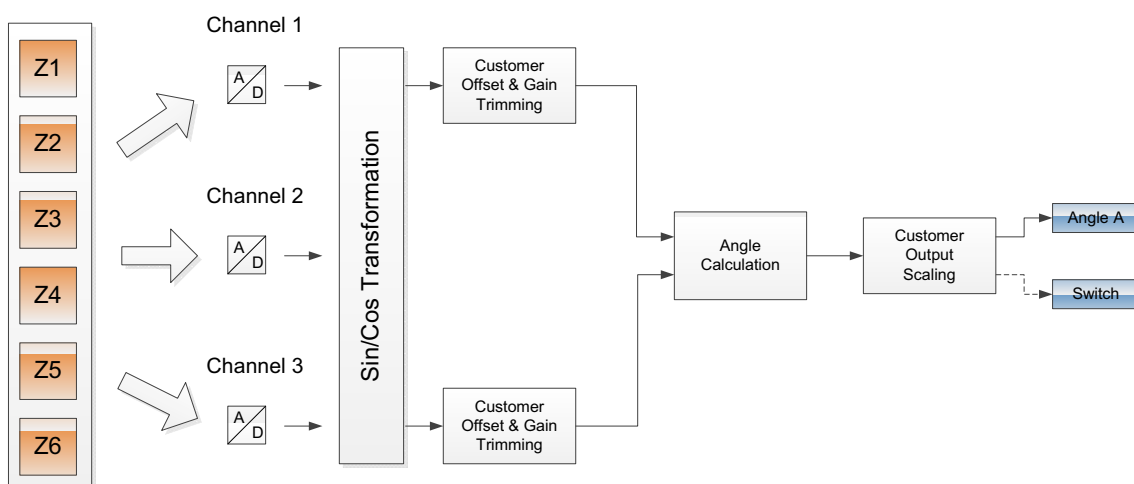 Z1
Z2
Z3
Z4
Z5
Z6
Channel 1
A
D
Channel 2
A
D
Channel 3
A
D
Sin/Cos Transformation
Customer
Offset & Gain
Trimming
Customer
Offset & Gain
Trimming
Angle
Calculation
Customer
Output
Scaling
Angle A
Switch